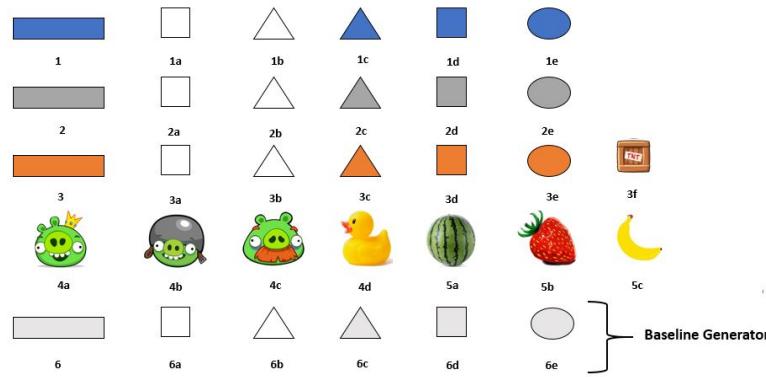 1 1a 1b 1c 1d 1e
2 2a 2b 2c 2d 2e
TNT
3 3a 3b 3c 3d 3e 3f
4a 4b 4c 4d 5a 5b 5c
Baseline Generator
6 6a 6b 6c 6d 6e